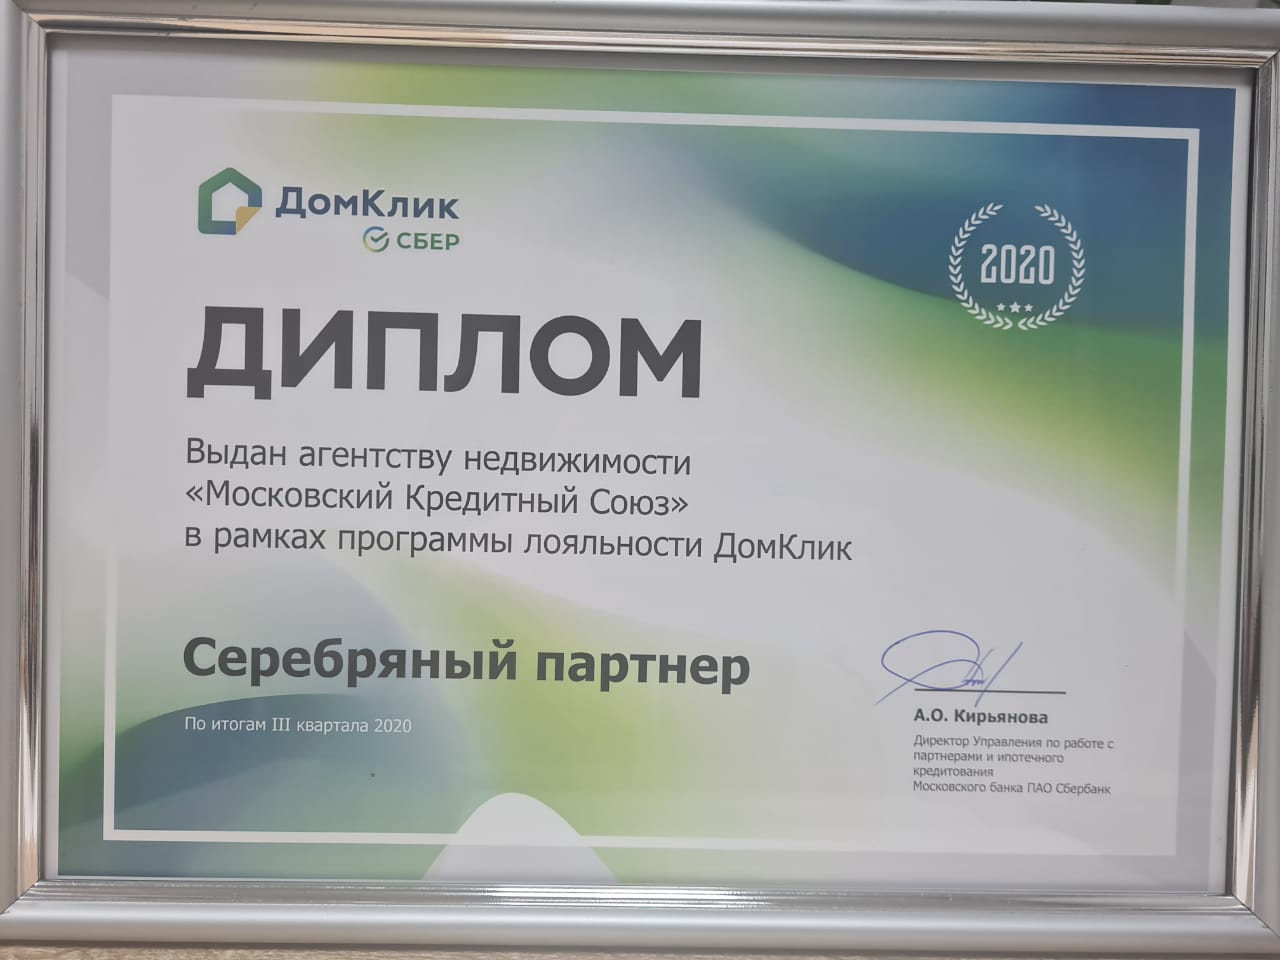 ДомКлик
СБЕР
2020
ДИПЛОМ
Выдан агентству недвижимости
«Московский Кредитный Союз»
в рамках программы лояльности ДомКлик
Серебряный партнер
По итогам III квартала 2020
А.О. Кирьянова
Директор Управления по работе с
партнерами и ипотечного
кредитования
Московского банка ПАО Сбербанк